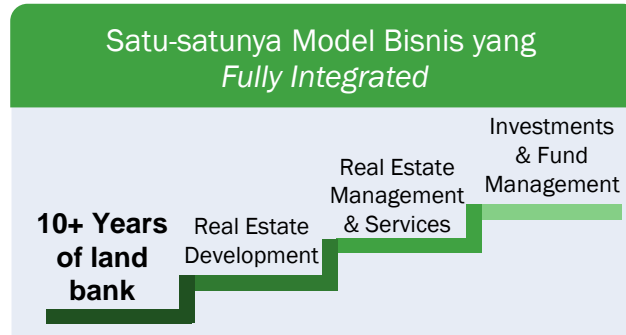 Satu-satunya Model Bisnis yang
Fully Integrated
10+ Years
of land
bank
Real Estate
Development
Real Estate
Management
& Services
Investments
& Fund
Management